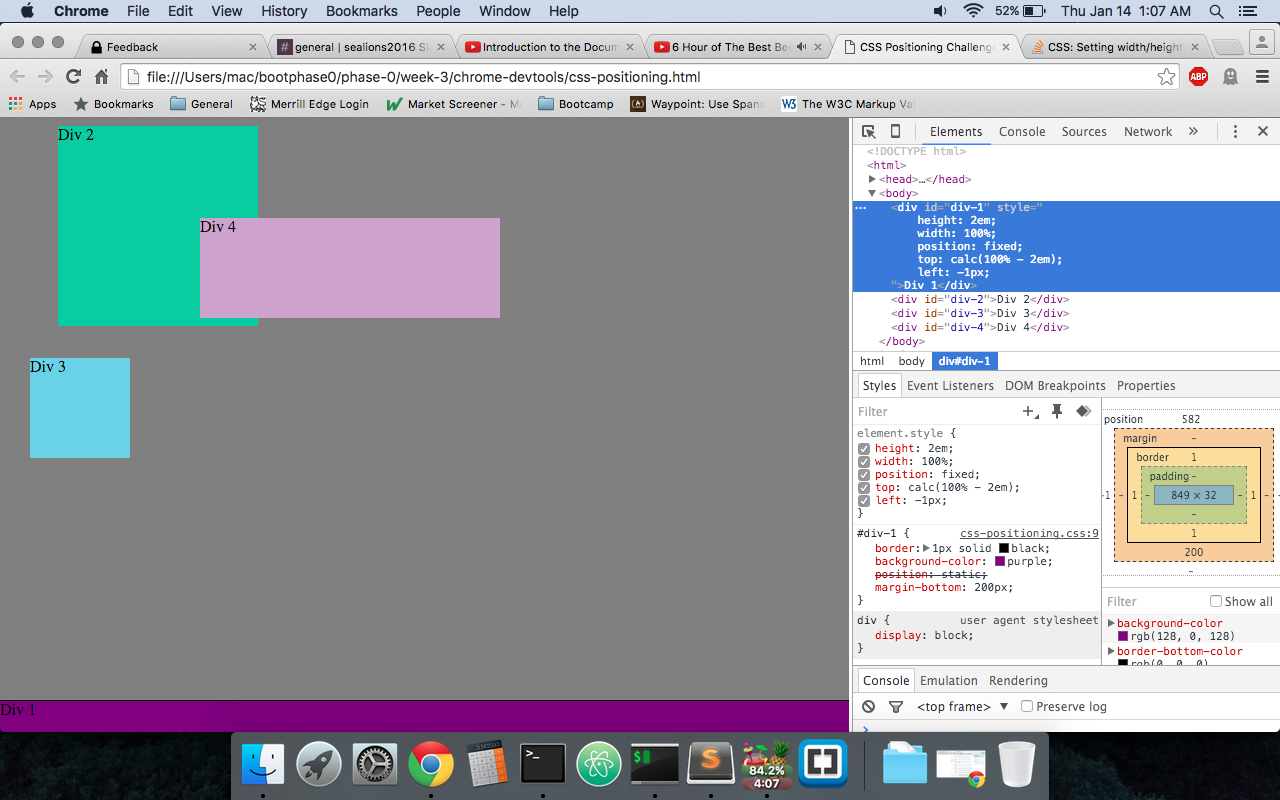 Chrome File Edit View History Bookmarks People Window Help 52% Thu Jan 14 1:07 AM
Feedback general | sealions2016 Sl Introduction to the Docum 6 Hour of The Best Bee CSS Positioning Challenge CSS: Setting width/height
file:///Users/mac/bootphase0/phase-0/week-3/chrome-devtools/css-positioning.html ABP
Apps Bookmarks General Merrill Edge Login Market Screener - Bootcamp Waypoint: Use Spans W3 The W3C Markup Val
Div 2
Div 4
Div 3
Div 1
Elements Console Sources Network »
<!DOCTYPE html>
<html>
<head>…</head>
<body>
<div id="div-1" style="
height: 2em;
width: 100%;
position: fixed;
top: calc(100% - 2em);
left: -1px;
">Div 1</div>
<div id="div-2">Div 2</div>
<div id="div-3">Div 3</div>
<div id="div-4">Div 4</div>
</body>
html body div#div-1
Styles Event Listeners DOM Breakpoints Properties
Filter
element.style {
height: 2em;
width: 100%;
position: fixed;
top: calc(100% - 2em);
left: -1px;
}
#div-1 { css-positioning.css:9
border: 1px solid black;
background-color: purple;
position: static;
margin-bottom: 200px;
}
div { user agent stylesheet
display: block;
}
position 582
margin -
border 1
padding -
-1 - 1 - 849 × 32 - 1 -
-
1
200
-
Filter Show all
background-color
rgb(128, 0, 128)
border-bottom-color
rgb(0, 0, 0)
Console Emulation Rendering
<top frame> ▼ Preserve log
>
84.2%
4:07